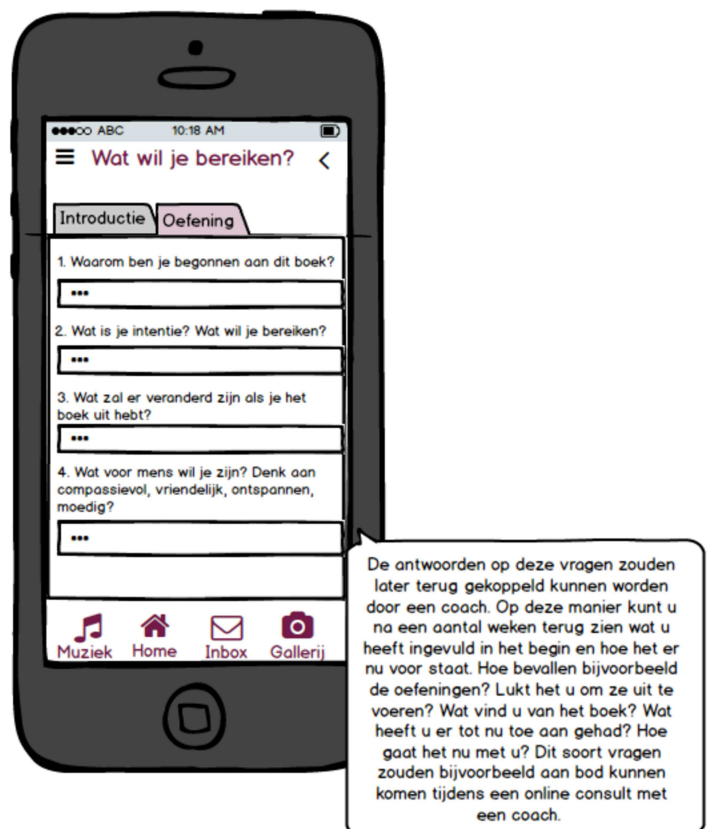 ABC 10:18 AM
Wat wil je bereiken? <
Introductie Oefening
1. Waarom ben je begonnen aan dit boek?
•••
2. Wat is je intentie? Wat wil je bereiken?
•••
3. Wat zal er veranderd zijn als je het
boek uit hebt?
•••
4. Wat voor mens wil je zijn? Denk aan
compassievol, vriendelijk, ontspannen,
moedig?
•••
Muziek Home Inbox Gallerij
De antwoorden op deze vragen zouden
later terug gekoppeld kunnen worden
door een coach. Op deze manier kunt u
na een aantal weken terug zien wat u
heeft ingevuld in het begin en hoe het er
nu voor staat. Hoe bevallen bijvoorbeeld
de oefeningen? Lukt het u om ze uit te
voeren? Wat vind u van het boek? Wat
heeft u er tot nu toe aan gehad? Hoe
gaat het nu met u? Dit soort vragen
zouden bijvoorbeeld aan bod kunnen
komen tijdens een online consult met
een coach.